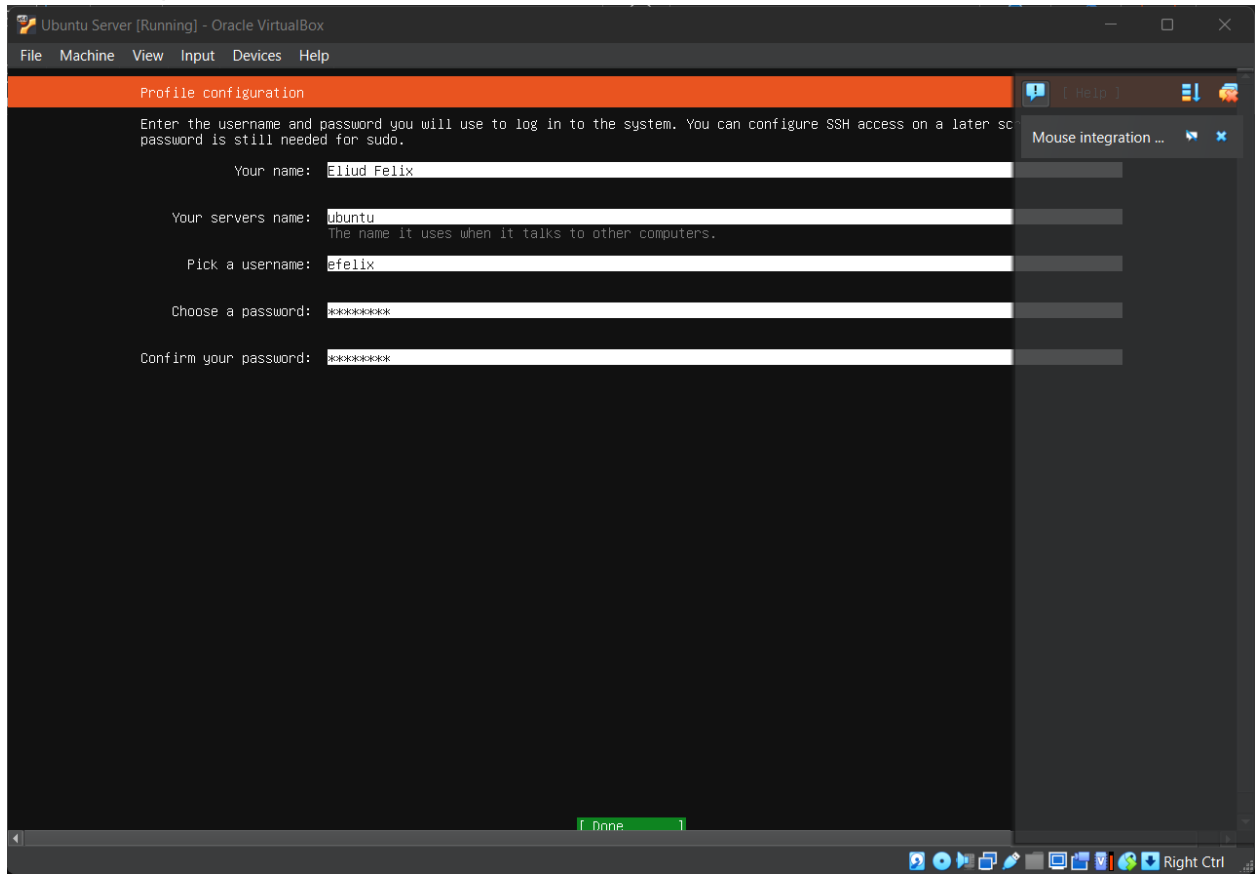 Ubuntu Server [Running] - Oracle VirtualBox
File Machine View Input Devices Help
Profile configuration
[ Help ]
Enter the username and password you will use to log in to the system. You can configure SSH access on a later
password is still needed for sudo.
Mouse integration ...
Your name: Eliud Felix
Your servers name: ubuntu
The name it uses when it talks to other computers.
Pick a username: efelix
Choose a password: ********
Confirm your password: ********
[ Done ]
Right Ctrl